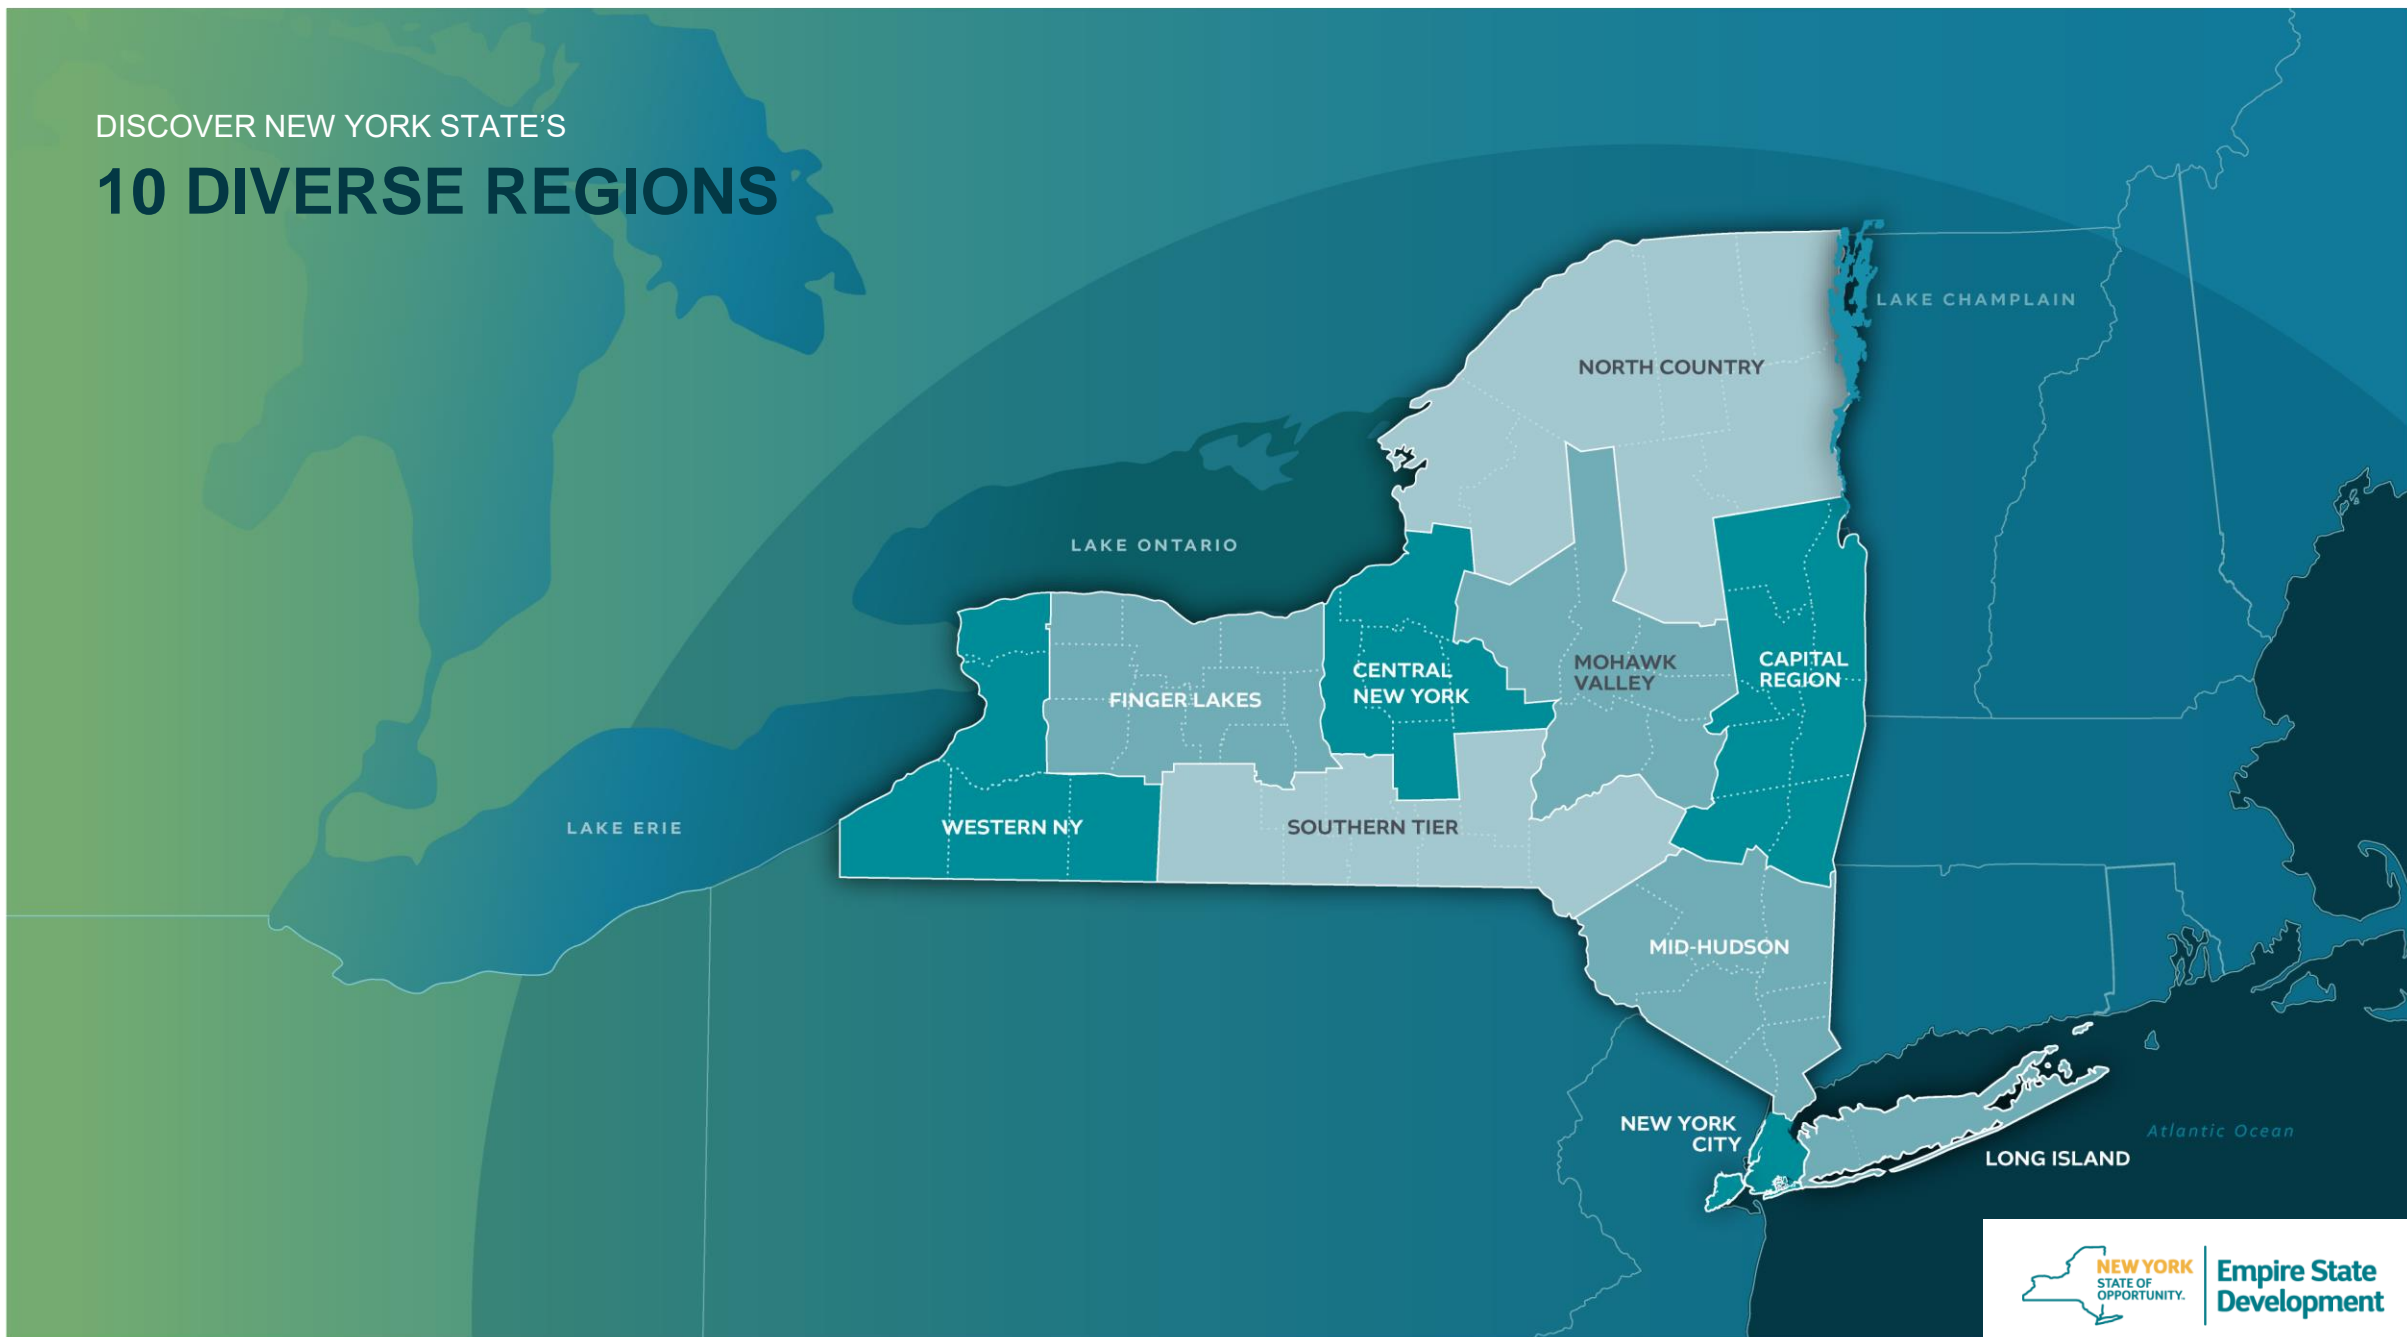 DISCOVER NEW YORK STATE’S
10 DIVERSE REGIONS
LAKE CHAMPLAIN
NORTH COUNTRY
LAKE ONTARIO
FINGER LAKES
CENTRAL
NEW YORK
MOHAWK
VALLEY
CAPITAL
REGION
LAKE ERIE
WESTERN NY
SOUTHERN TIER
MID-HUDSON
NEW YORK
CITY
LONG ISLAND
Atlantic Ocean
NEW YORK
STATE OF
OPPORTUNITY.
Empire State
Development